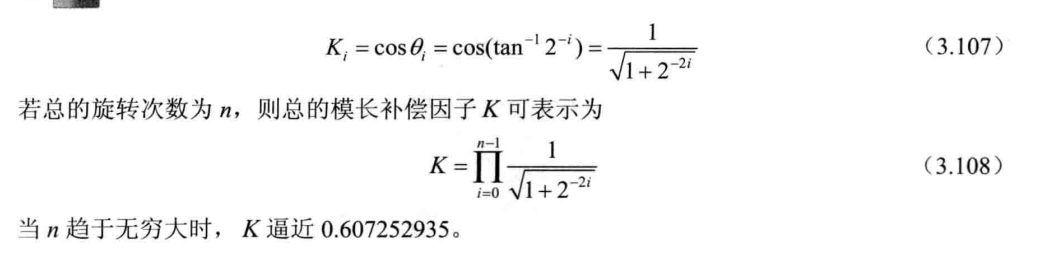 K_i = cos θ_i = cos(tan⁻¹ 2⁻ⁱ) = 1/√(1+2⁻²ⁱ) （3.107）
若总的旋转次数为 n，则总的模长补偿因子 K 可表示为
K = ∏_{i=0}^{n-1} 1/√(1+2⁻²ⁱ) （3.108）
当 n 趋于无穷大时， K 逼近 0.607252935。